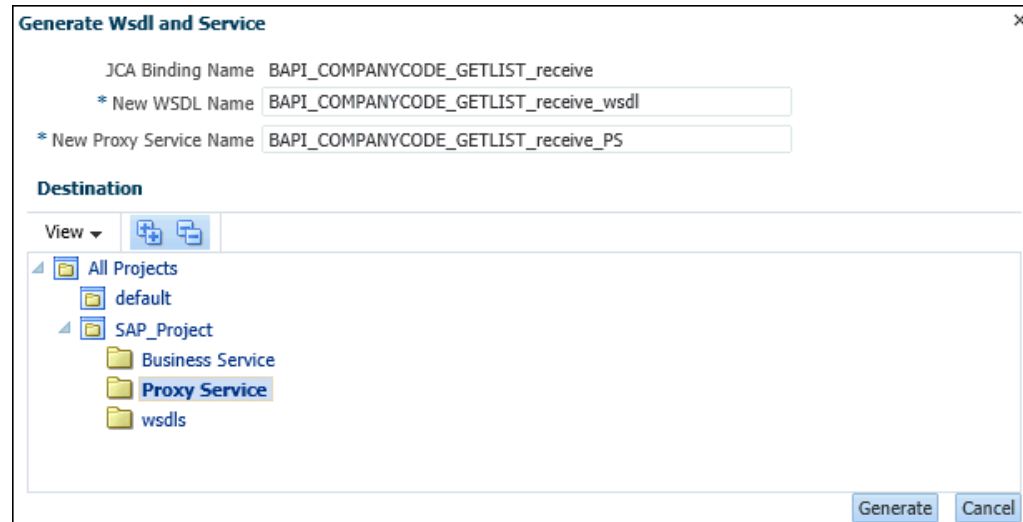 Generate Wsdl and Service
JCA Binding Name BAPI_COMPANYCODE_GETLIST_receive
* New WSDL Name BAPI_COMPANYCODE_GETLIST_receive_wsdl
* New Proxy Service Name BAPI_COMPANYCODE_GETLIST_receive_PS
Destination
View
All Projects
default
SAP_Project
Business Service
Proxy Service
wsdls
Generate Cancel